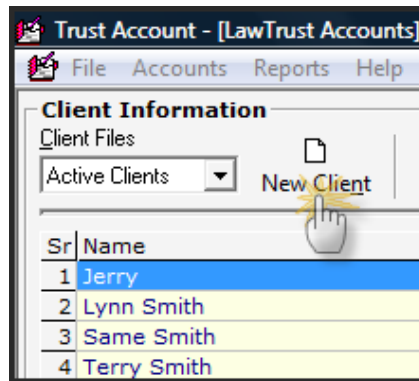 Trust Account - [LawTrust Accounts]
File Accounts Reports Help
Client Information
Client Files
Active Clients
New Client
Sr Name
1 Jerry
2 Lynn Smith
3 Same Smith
4 Terry Smith